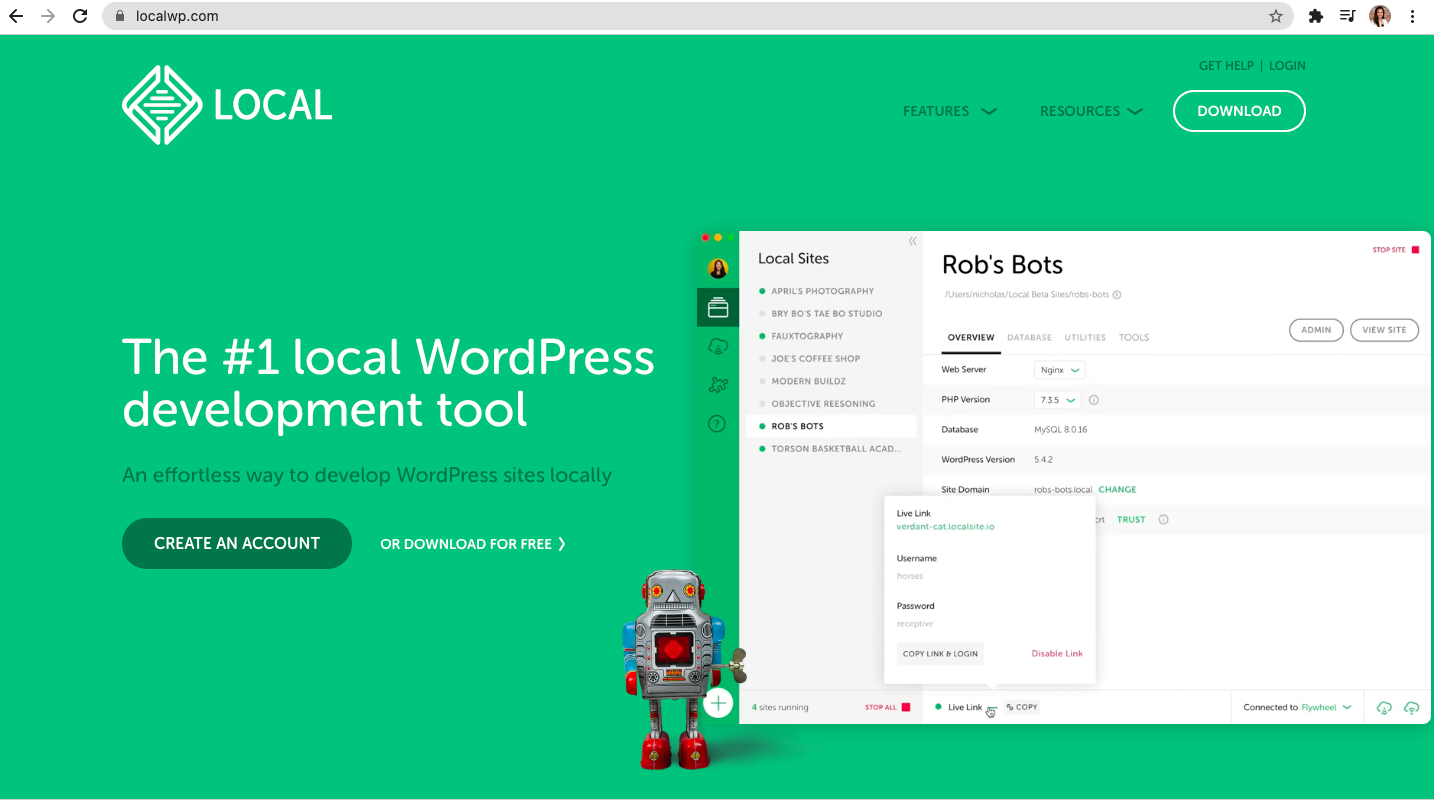 localwp.com
GET HELP | LOGIN
LOCAL
FEATURES
RESOURCES
DOWNLOAD
The #1 local WordPress
development tool
An effortless way to develop WordPress sites locally
CREATE AN ACCOUNT
OR DOWNLOAD FOR FREE
Local Sites
APRIL'S PHOTOGRAPHY
BRY BO'S TAE BO STUDIO
FAUXTOGRAPHY
JOE'S COFFEE SHOP
MODERN BUILDZ
OBJECTIVE REESONING
ROB'S BOTS
TORSON BASKETBALL ACAD...
4 sites running
STOP ALL
STOP SITE
Rob's Bots
/Users/nicholas/Local Beta Sites/robs-bots
ADMIN
VIEW SITE
OVERVIEW DATABASE UTILITIES TOOLS
Web Server Nginx
PHP Version 7.3.5
Database MySQL 8.0.16
WordPress Version 5.4.2
Site Domain robs-bots.local CHANGE
crt TRUST
Live Link
verdant-cat.localsite.io
Username
horses
Password
receptive
COPY LINK & LOGIN
Disable Link
Live Link
COPY
Connected to Flywheel